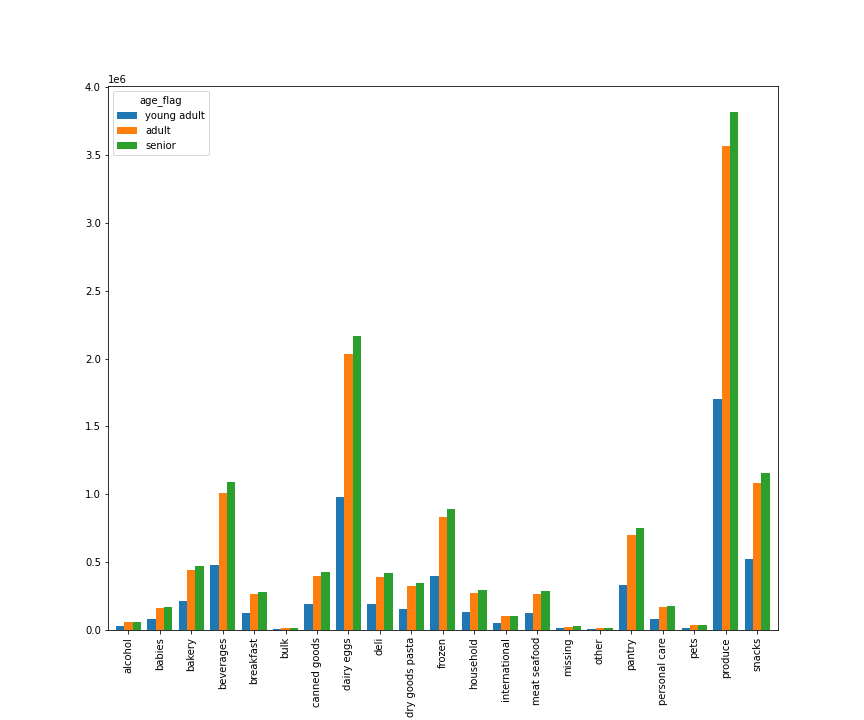 1e6
4.0
3.5
3.0
2.5
2.0
1.5
1.0
0.5
0.0
age_flag
young adult
adult
senior
alcohol
babies
bakery
beverages
breakfast
bulk
canned goods
dairy eggs
deli
dry goods pasta
frozen
household
international
meat seafood
missing
other
pantry
personal care
pets
produce
snacks